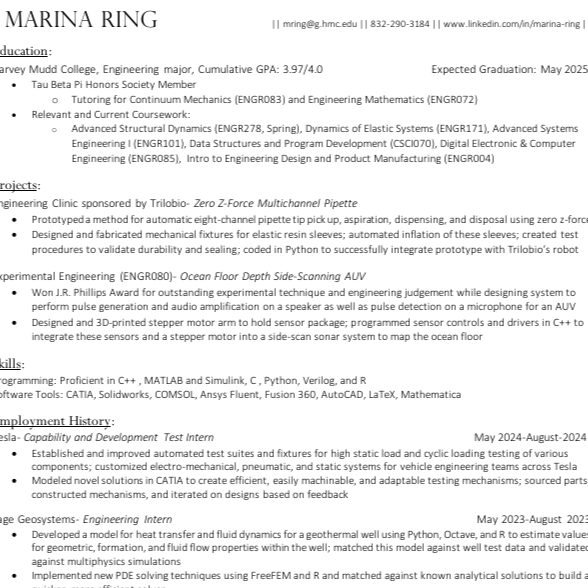 MARINA RING
|| mring@g.hmc.edu || 832-290-3184 || www.linkedin.com/in/marina-ring |
ducation:
arvey Mudd College, Engineering major, Cumulative GPA: 3.97/4.0 Expected Graduation: May 2025
• Tau Beta Pi Honors Society Member
o Tutoring for Continuum Mechanics (ENGR083) and Engineering Mathematics (ENGR072)
• Relevant and Current Coursework:
o Advanced Structural Dynamics (ENGR278, Spring), Dynamics of Elastic Systems (ENGR171), Advanced Systems
Engineering I (ENGR101), Data Structures and Program Development (CSCI070), Digital Electronic & Computer
Engineering (ENGR085), Intro to Engineering Design and Product Manufacturing (ENGR004)
rojects:
ngineering Clinic sponsored by Trilobio- Zero Z-Force Multichannel Pipette
• Prototyped a method for automatic eight-channel pipette tip pick up, aspiration, dispensing, and disposal using zero z-force
• Designed and fabricated mechanical fixtures for elastic resin sleeves; automated inflation of these sleeves; created test
procedures to validate durability and sealing; coded in Python to successfully integrate prototype with Trilobio's robot
xperimental Engineering (ENGR080)- Ocean Floor Depth Side-Scanning AUV
• Won J.R. Phillips Award for outstanding experimental technique and engineering judgement while designing system to
perform pulse generation and audio amplification on a speaker as well as pulse detection on a microphone for an AUV
• Designed and 3D-printed stepper motor arm to hold sensor package; programmed sensor controls and drivers in C++ to
integrate these sensors and a stepper motor into a side-scan sonar system to map the ocean floor
kills:
rogramming: Proficient in C++ , MATLAB and Simulink, C , Python, Verilog, and R
oftware Tools: CATIA, Solidworks, COMSOL, Ansys Fluent, Fusion 360, AutoCAD, LaTeX, Mathematica
mployment History:
esla- Capability and Development Test Intern May 2024-August-2024
• Established and improved automated test suites and fixtures for high static load and cyclic loading testing of various
components; customized electro-mechanical, pneumatic, and static systems for vehicle engineering teams across Tesla
• Modeled novel solutions in CATIA to create efficient, easily machinable, and adaptable testing mechanisms; sourced parts,
constructed mechanisms, and iterated on designs based on feedback
age Geosystems- Engineering Intern May 2023-August 2023
• Developed a model for heat transfer and fluid dynamics for a geothermal well using Python, Octave, and R to estimate values
for geometric, formation, and fluid flow properties within the well; matched this model against well test data and validated
against multiphysics simulations
• Implemented new PDE solving techniques using FreeFEM and R and matched against known analytical solutions to build a